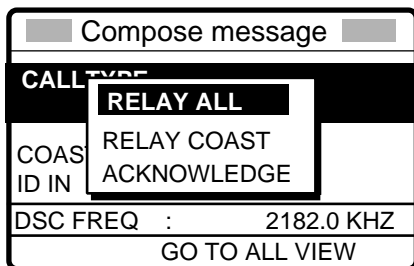 Compose message
CALLTYPE
RELAY ALL
RELAY COAST
ACKNOWLEDGE
COAS
ID IN
DSC FREQ : 2182.0 KHZ
GO TO ALL VIEW